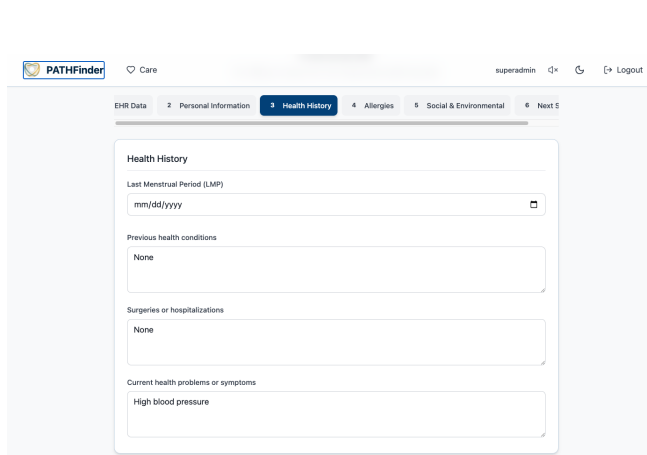 PATHFinder Care superadmin Logout
EHR Data 2 Personal Information 3 Health History 4 Allergies 5 Social & Environmental 6 Next S
Health History
Last Menstrual Period (LMP)
mm/dd/yyyy
Previous health conditions
None
Surgeries or hospitalizations
None
Current health problems or symptoms
High blood pressure